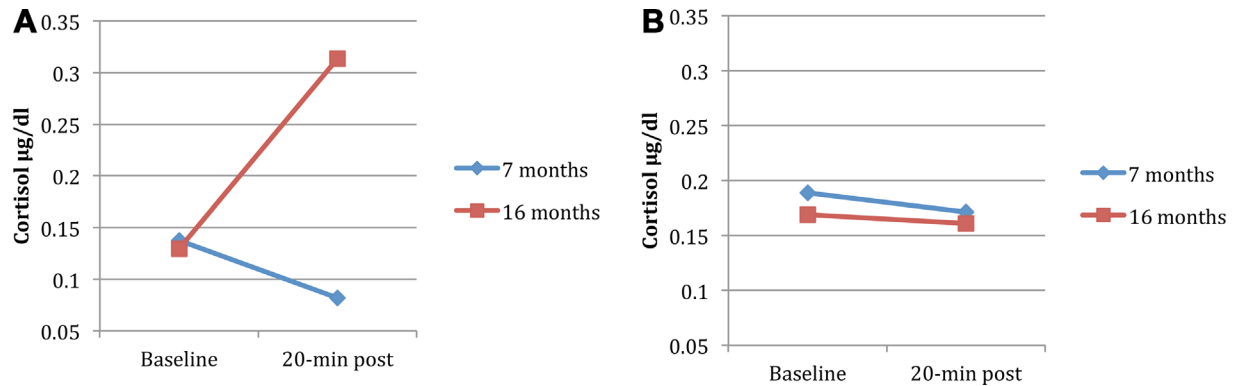 A
Cortisol µg/dl
0.35
0.3
0.25
0.2
0.15
0.1
0.05
Baseline
20-min post
7 months
16 months
B
Cortisol µg/dl
0.35
0.3
0.25
0.2
0.15
0.1
0.05
Baseline
20-min post
7 months
16 months